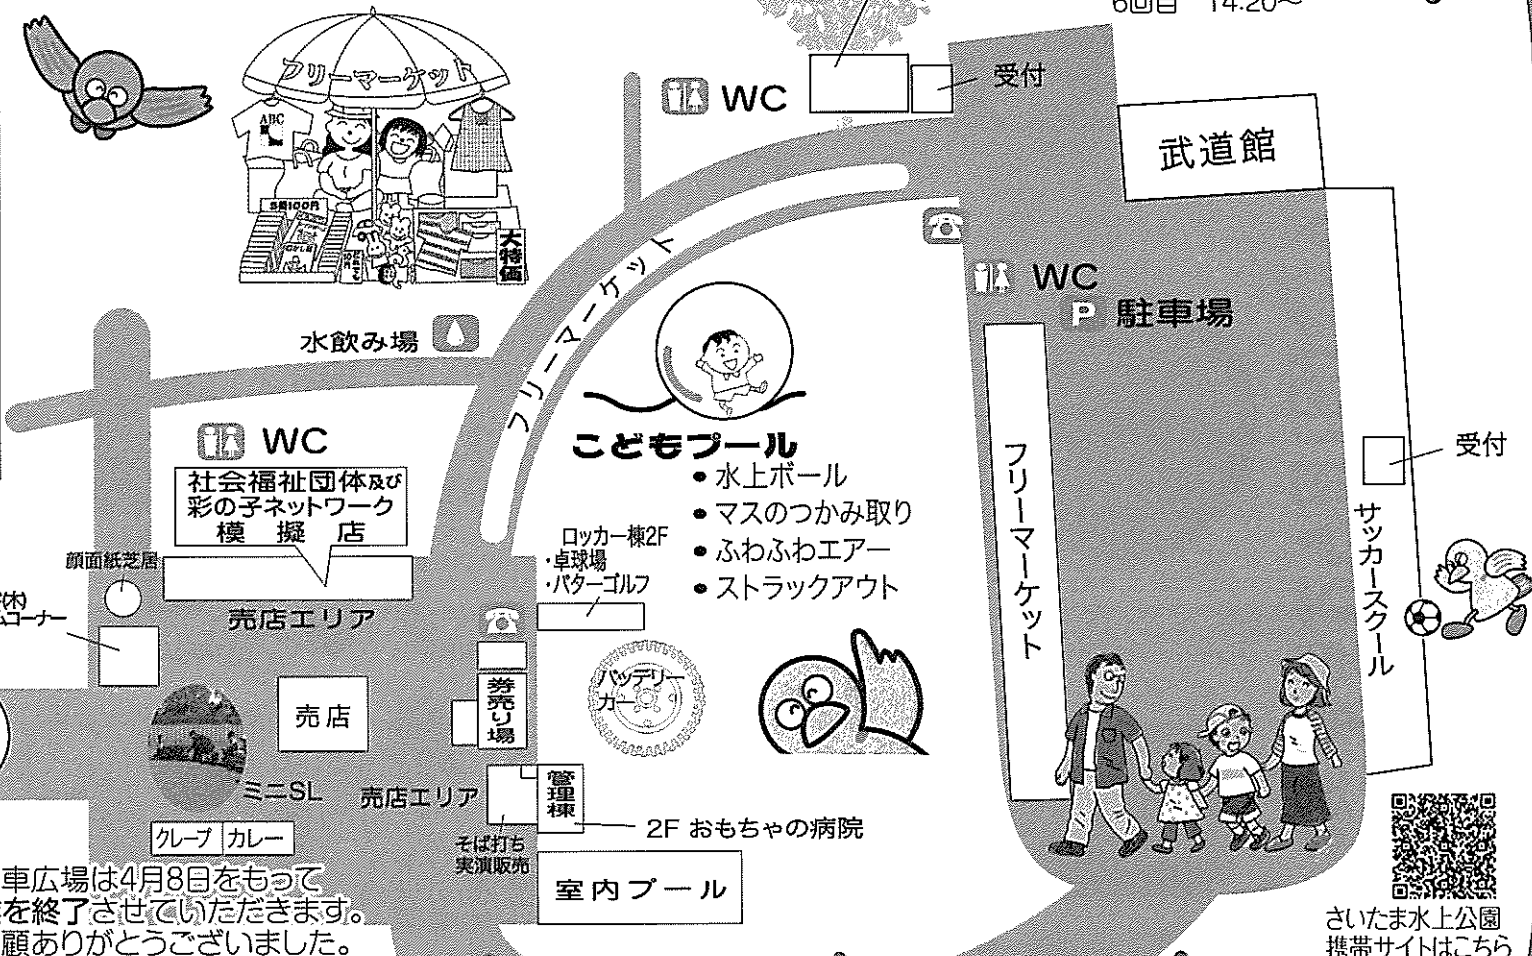 6回目 14:20〜
フリーマーケット
ABC
5冊100円
大特価
WC
受付
武道館
フリーマーケット
WC
P 駐車場
水飲み場
WC
社会福祉団体及び
彩の子ネットワーク
模擬店
顔面紙芝居
(木)
ムコーナー
売店エリア
こどもプール
• 水上ボール
• マスのつかみ取り
• ふわふわエアー
• ストラックアウト
ロッカー棟2F
・卓球場
・パターゴルフ
バッテリー
カー
券売り場
売店
ミニSL
売店エリア
クレープ
カレー
管理棟
そば打ち
実演販売
2F おもちゃの病院
室内プール
フリーマーケット
受付
サッカースクール
車広場は4月8日をもって
を終了させていただきます。
顧ありがとうございました。
さいたま水上公園
携帯サイトはこちら